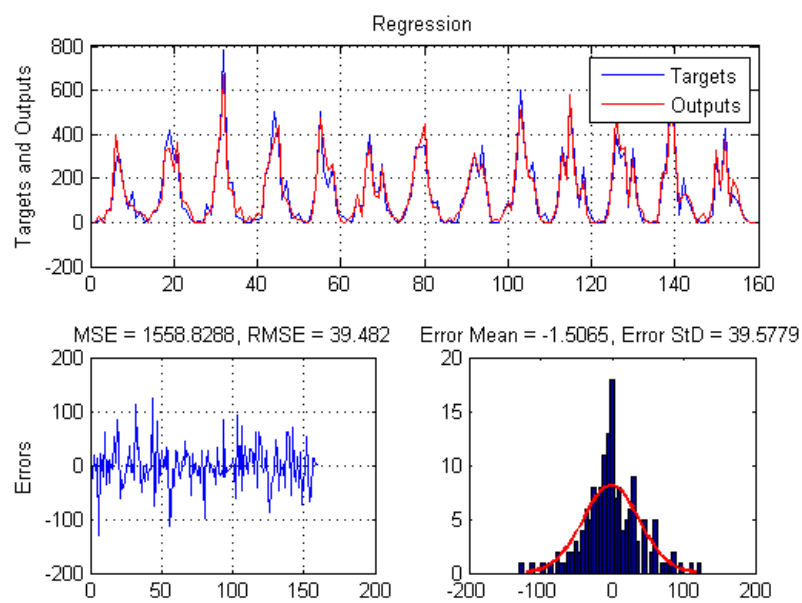 Regression
Targets and Outputs
800
600
400
200
0
-200
0 20 40 60 80 100 120 140 160
Targets
Outputs
MSE = 1558.8288, RMSE = 39.482
Errors
200
100
0
-100
-200
0 50 100 150 200
Error Mean = -1.5065, Error StD = 39.5779
20
15
10
5
0
-200 -100 0 100 200